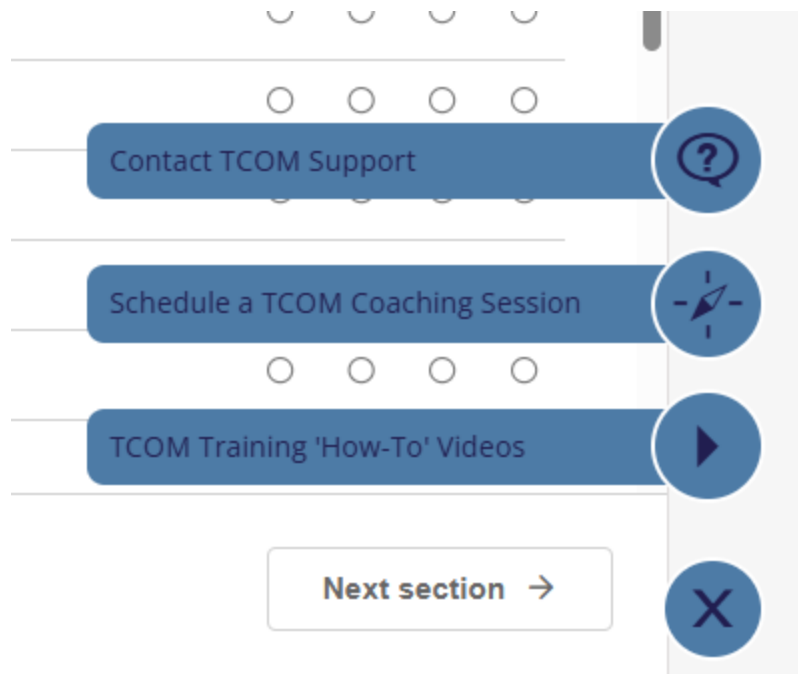 Contact TCOM Support
Schedule a TCOM Coaching Session
TCOM Training 'How-To' Videos
Next section →
X